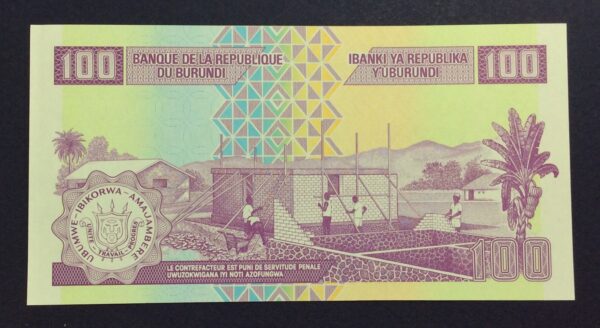 100
BANQUE DE LA REPUBLIQUE
DU BURUNDI
IBANKI YA REPUBLIKA
Y'UBURUNDI
100
UBUMWE - IBIKORWA - AMAJAMBERE
UNITE TRAVAIL PROGRES
LE CONTREFACTEUR EST PUNI DE SERVITUDE PENALE
UWUZOKWIGANA IYI NOTI AZOFUNGWA
100